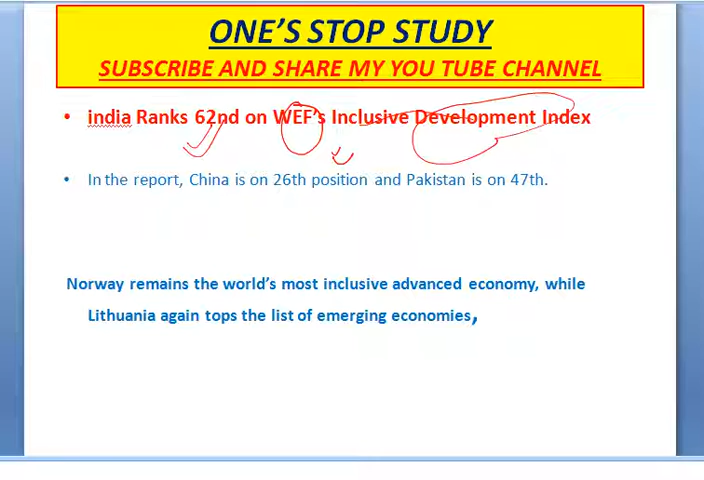 ONE'S STOP STUDY
SUBSCRIBE AND SHARE MY YOU TUBE CHANNEL
• india Ranks 62nd on WEF's Inclusive Development Index
• In the report, China is on 26th position and Pakistan is on 47th.
Norway remains the world's most inclusive advanced economy, while
Lithuania again tops the list of emerging economies,